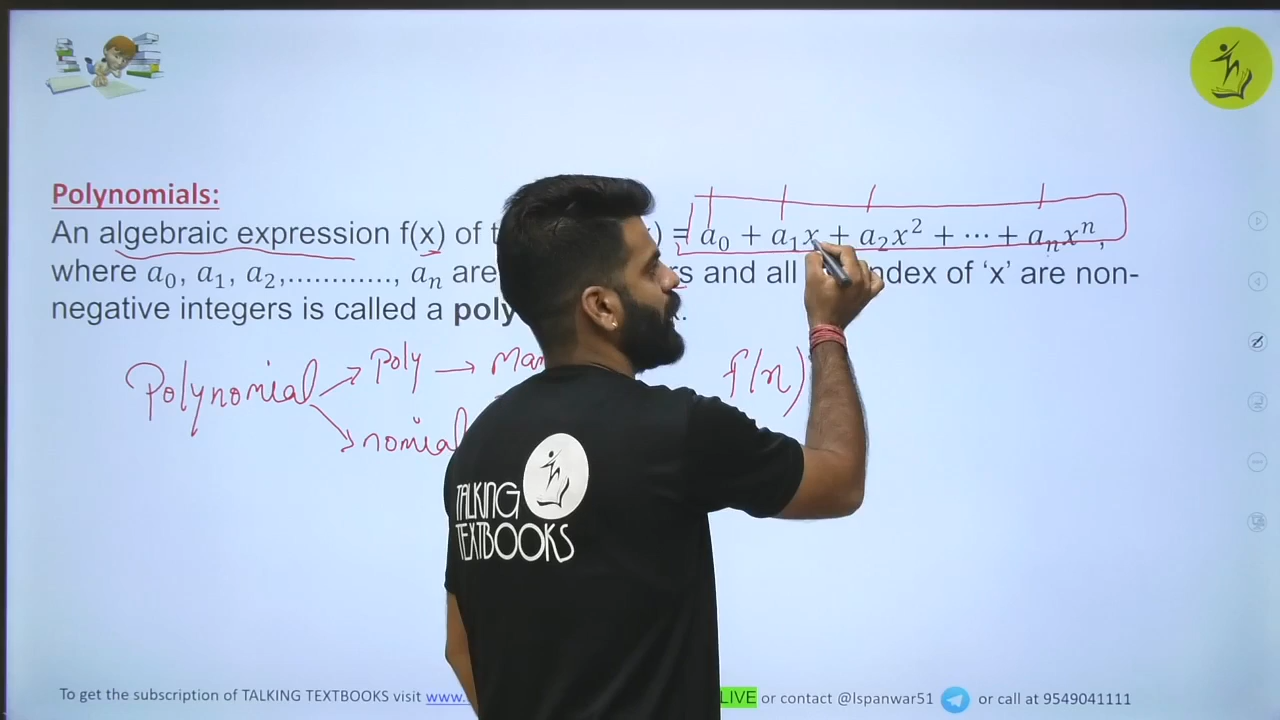 Polynomials:
An algebraic expression f(x) of t x) = a₀ + a₁x + a₂x² + ⋯ + aₙxⁿ,
where a₀, a₁, a₂,............, aₙ are rs and all ndex of ‘x’ are non-
negative integers is called a poly x.
Polynomial → Poly → Man f(x)
→ nomial
TALKING
TEXTBOOKS
To get the subscription of TALKING TEXTBOOKS visit www. LIVE or contact @lspanwar51 or call at 9549041111